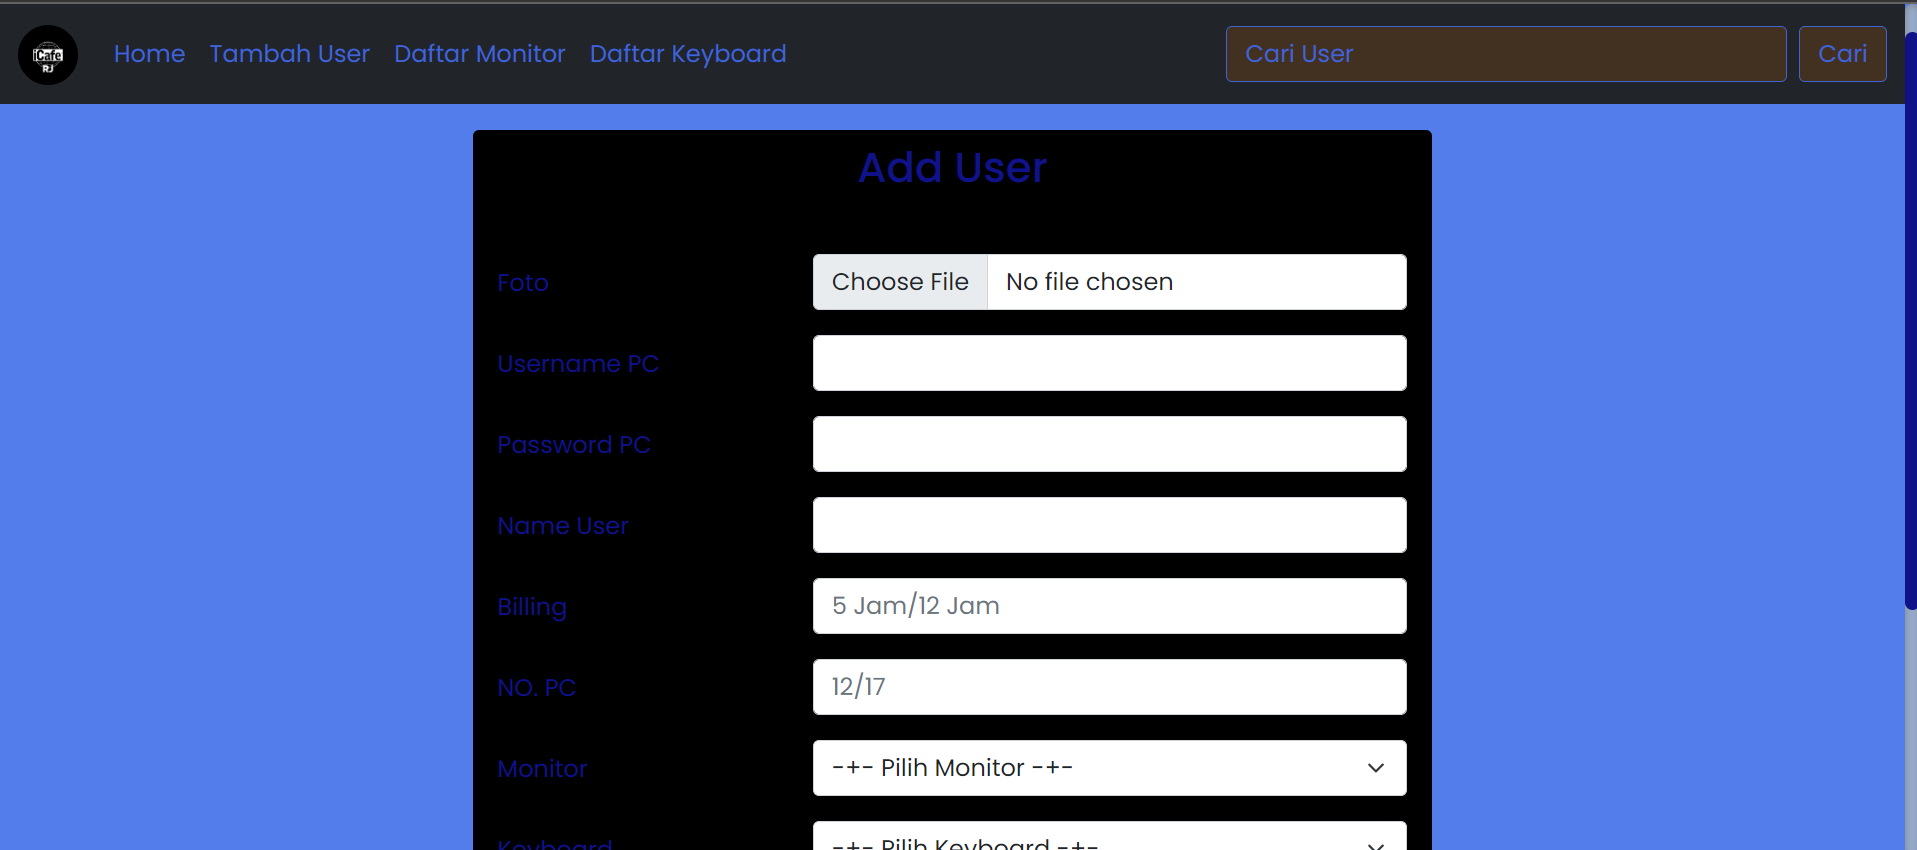 iCafe
RJ
Home Tambah User Daftar Monitor Daftar Keyboard Cari User Cari
Add User
Foto Choose File No file chosen
Username PC
Password PC
Name User
Billing 5 Jam/12 Jam
NO. PC 12/17
Monitor -+- Pilih Monitor -+-
Keyboard -+- Pilih Keyboard -+-